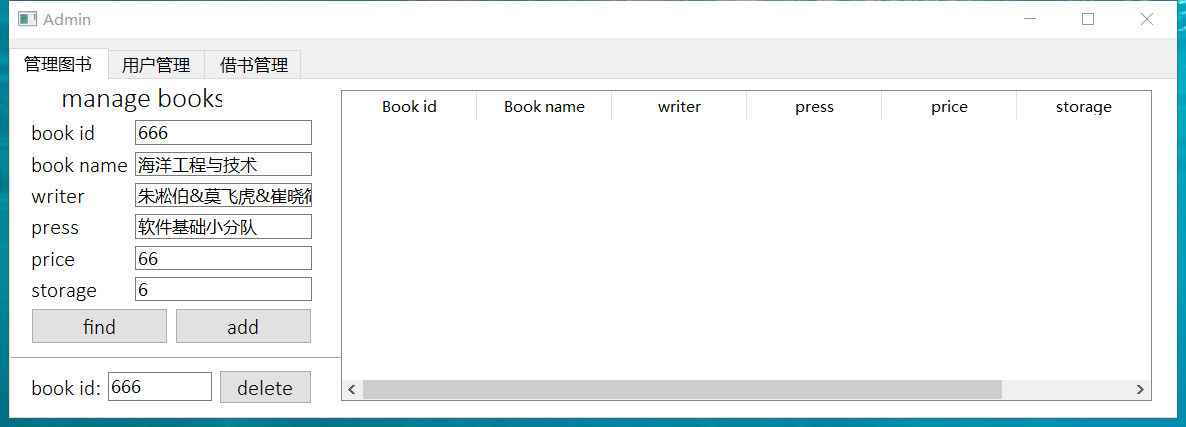 Admin
管理图书 用户管理 借书管理
manage books
book id 666
book name 海洋工程与技术
writer 朱凇伯&莫飞虎&崔晓
press 软件基础小分队
price 66
storage 6
find add
book id: 666 delete
Book id Book name writer press price storage